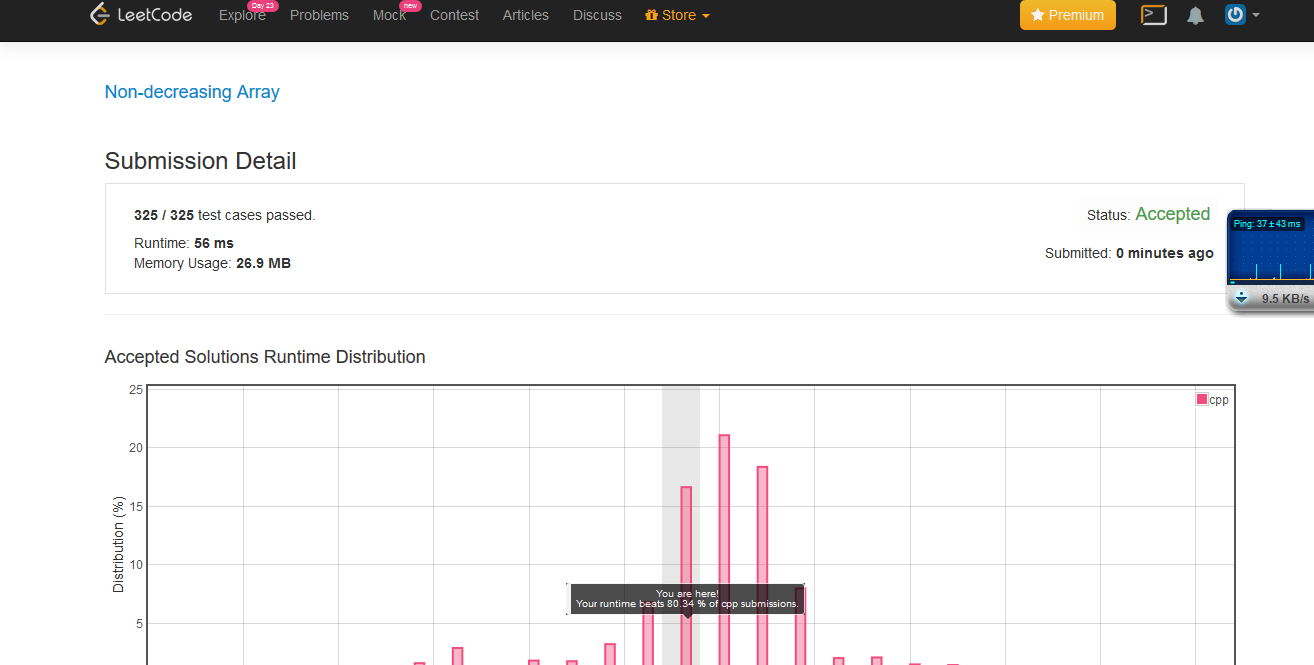 Day 23 new
LeetCode Explore Problems Mock Contest Articles Discuss Store Premium
Non-decreasing Array
Submission Detail
325 / 325 test cases passed. Status: Accepted
Runtime: 56 ms
Memory Usage: 26.9 MB Submitted: 0 minutes ago
Ping: 37 ± 43 ms
9.5 KB/s
Accepted Solutions Runtime Distribution
25
cpp
20
15
Distribution (%)
10
You are here!
Your runtime beats 80.34 % of cpp submissions.
5